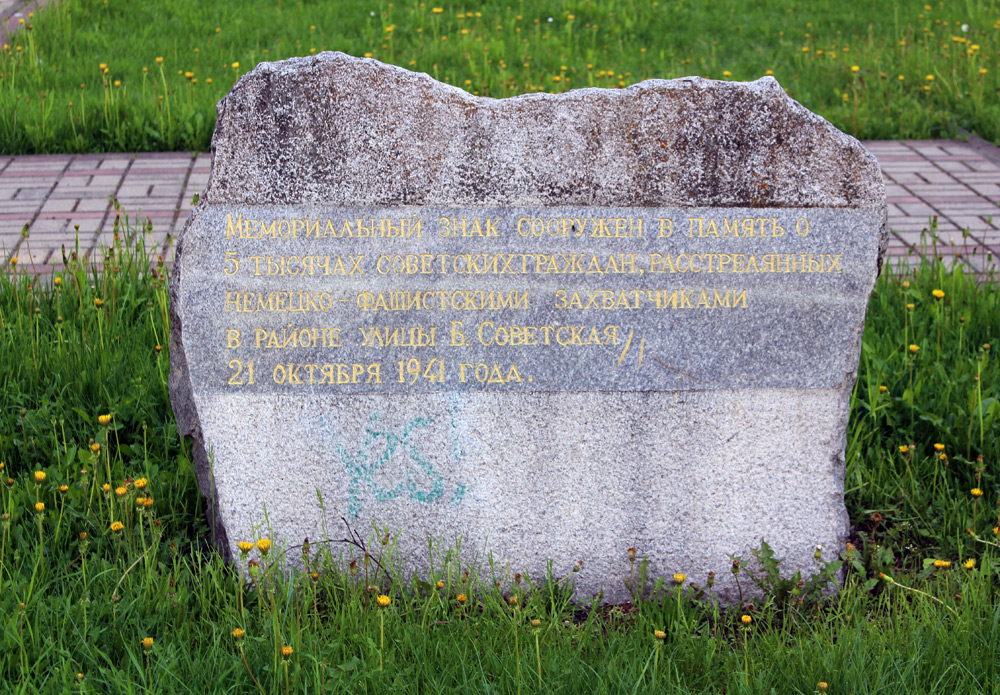 Мемориальный знак сооружен в память о
5 тысячах советских граждан, расстрелянных
немецко-фашистскими захватчиками
в районе улицы Б. Советская
21 октября 1941 года.